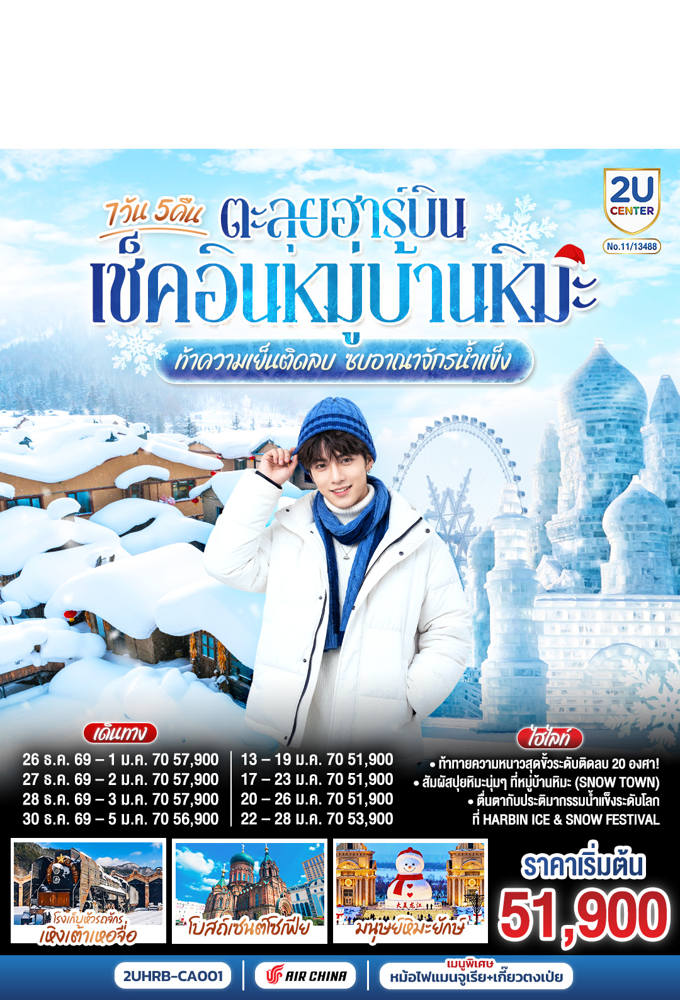 2U
CENTER
No.11/13488
7วัน 5คืน ตะลุยฮาร์บิน
เช็คอินหมู่บ้านหิมะ
ท้าความเย็นติดลบ ซบอาณาจักรน้ำแข็ง
เดินทาง
26 ธ.ค. 69 – 1 ม.ค. 70 57,900
27 ธ.ค. 69 – 2 ม.ค. 70 57,900
28 ธ.ค. 69 – 3 ม.ค. 70 57,900
30 ธ.ค. 69 – 5 ม.ค. 70 56,900
13 – 19 ม.ค. 70 51,900
17 – 23 ม.ค. 70 51,900
20 – 26 ม.ค. 70 51,900
22 – 28 ม.ค. 70 53,900
ไฮไลท์
• ท้าทายความหนาวสุดขั้วระดับติดลบ 20 องศา!
• สัมผัสปุยหิมะนุ่มๆ ที่หมู่บ้านหิมะ (SNOW TOWN)
• ตื่นตากับประติมากรรมน้ำแข็งระดับโลก
ที่ HARBIN ICE & SNOW FESTIVAL
โรงเก็บหัวรถจักร
เหิงเต้าเหอจื่อ
โบสถ์เซนต์โซเฟีย
大美龙江
มนุษย์หิมะยักษ์
ราคาเริ่มต้น
51,900
2UHRB-CA001
AIR CHINA
เมนูพิเศษ
หม้อไฟแมนจูเรีย+เกี๊ยวตงเป่ย